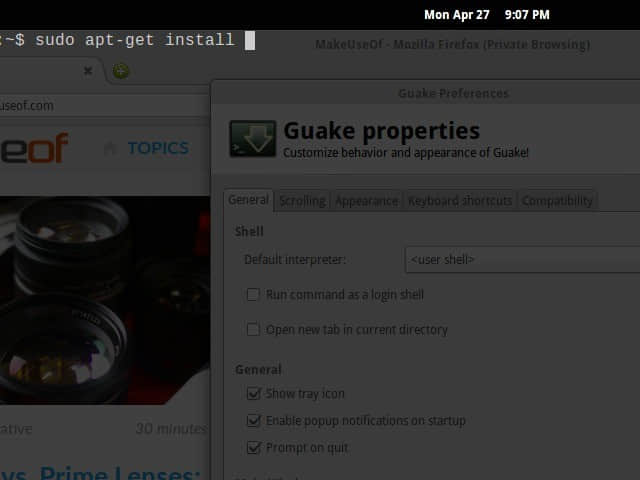 Mon Apr 27 9:07 PM
:~$ sudo apt-get install
MakeUseOf - Mozilla Firefox (Private Browsing)
useof.com
Guake Preferences
eof
TOPICS
Guake properties
Customize behavior and appearance of Guake!
General Scrolling Appearance Keyboard shortcuts Compatibility
Shell
Default interpreter: <user shell>
Run command as a login shell
Open new tab in current directory
General
Show tray icon
Enable popup notifications on startup
Prompt on quit
ative 30 minutes
vs. Prime Lenses: